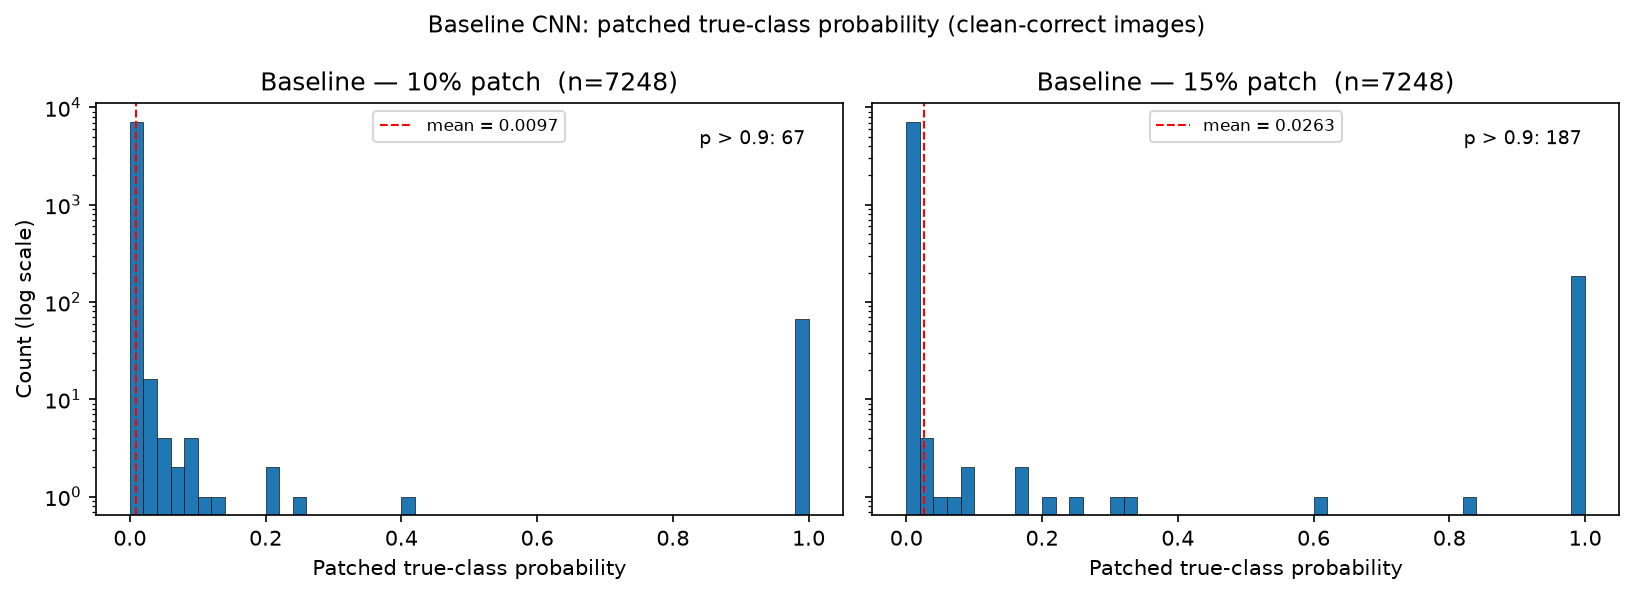 Baseline CNN: patched true-class probability (clean-correct images)
Baseline — 10% patch (n=7248)
mean = 0.0097
p > 0.9: 67
10⁴
10³
10²
10¹
10⁰
Count (log scale)
0.0 0.2 0.4 0.6 0.8 1.0
Patched true-class probability
Baseline — 15% patch (n=7248)
mean = 0.0263
p > 0.9: 187
0.0 0.2 0.4 0.6 0.8 1.0
Patched true-class probability